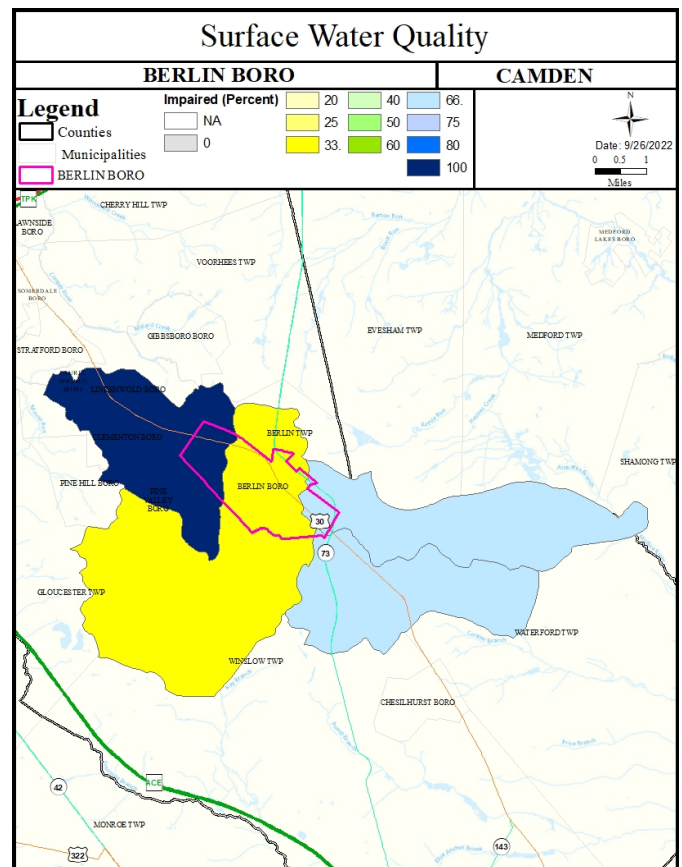 Surface Water Quality
BERLIN BORO
CAMDEN
Legend
Counties
Municipalities
BERLIN BORO
Impaired (Percent)
NA
0
20
25
33.
40
50
60
66.
75
80
100
N
Date: 9/26/2022
0 0.5 1
Miles
TPK
CHERRY HILL TWP
AWNSIDE
BORO
VOORHEES TWP
MEDFORD
LAKES BORO
SOMERDALE
BORO
GIBBSBORO BORO
EVESHAM TWP
MEDFORD TWP
STRATFORD BORO
LINDENWOLD BORO
CLEMENTON BORO
BERLIN TWP
SHAMONG TWP
PINE HILL BORO
PINE
VALLEY
BORO
BERLIN BORO
30
73
GLOUCESTER TWP
WATERFORD TWP
WINSLOW TWP
CHESILHURST BORO
ACE
42
MONROE TWP
322
143